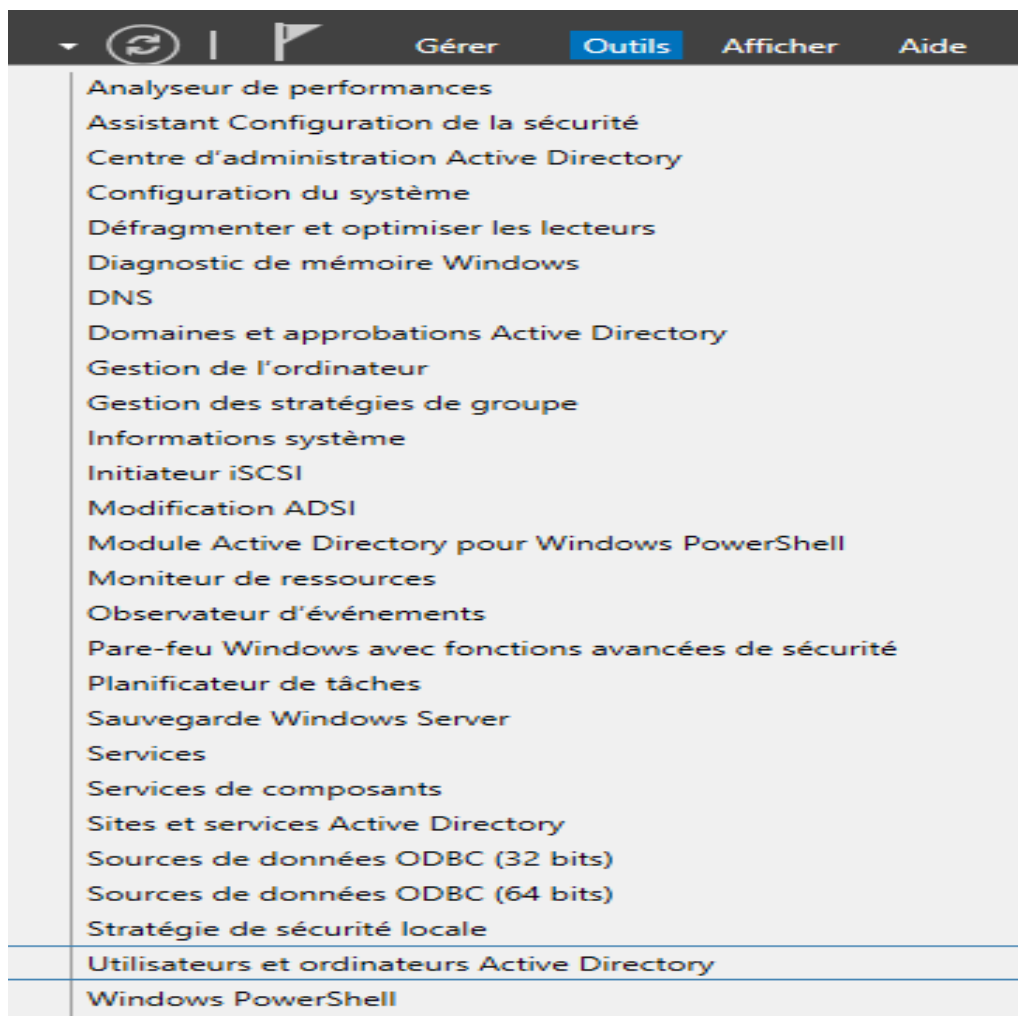 Gérer Outils Afficher Aide
Analyseur de performances
Assistant Configuration de la sécurité
Centre d'administration Active Directory
Configuration du système
Défragmenter et optimiser les lecteurs
Diagnostic de mémoire Windows
DNS
Domaines et approbations Active Directory
Gestion de l'ordinateur
Gestion des stratégies de groupe
Informations système
Initiateur iSCSI
Modification ADSI
Module Active Directory pour Windows PowerShell
Moniteur de ressources
Observateur d'événements
Pare-feu Windows avec fonctions avancées de sécurité
Planificateur de tâches
Sauvegarde Windows Server
Services
Services de composants
Sites et services Active Directory
Sources de données ODBC (32 bits)
Sources de données ODBC (64 bits)
Stratégie de sécurité locale
Utilisateurs et ordinateurs Active Directory
Windows PowerShell